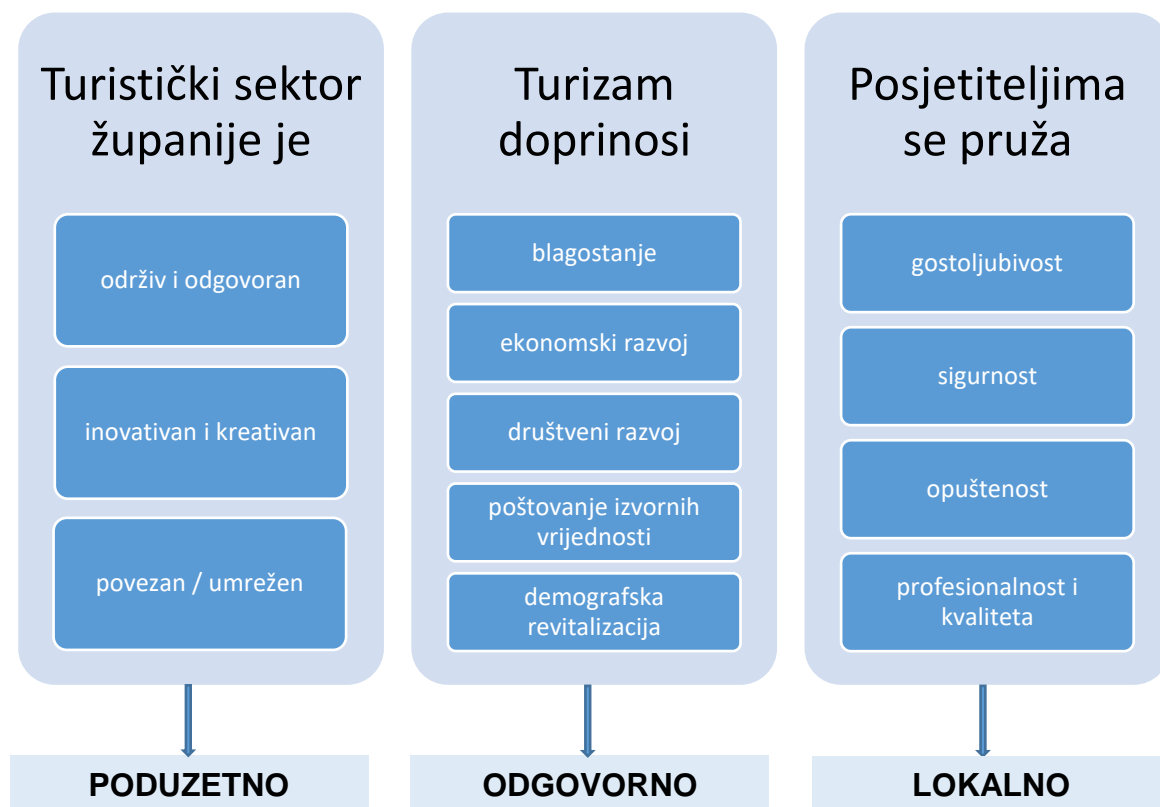 Turistički sektor
županije je
održiv i odgovoran
inovativan i kreativan
povezan / umrežen
PODUZETNO
Turizam
doprinosi
blagostanje
ekonomski razvoj
društveni razvoj
poštovanje izvornih
vrijednosti
demografska
revitalizacija
ODGOVORNO
Posjetiteljima
se pruža
gostoljubivost
sigurnost
opuštenost
profesionalnost i
kvaliteta
LOKALNO